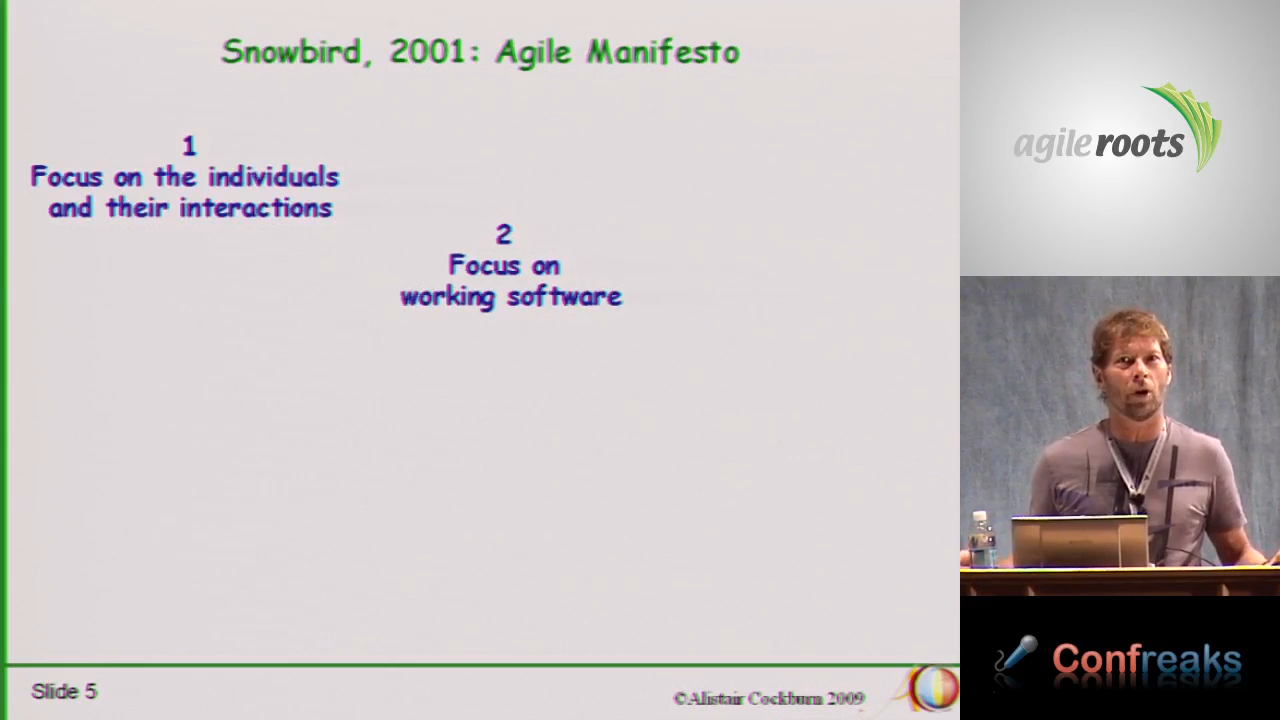 Snowbird, 2001: Agile Manifesto
1
Focus on the individuals
and their interactions
2
Focus on
working software
Slide 5
©Alistair Cockburn 2009
agile roots
Confreaks